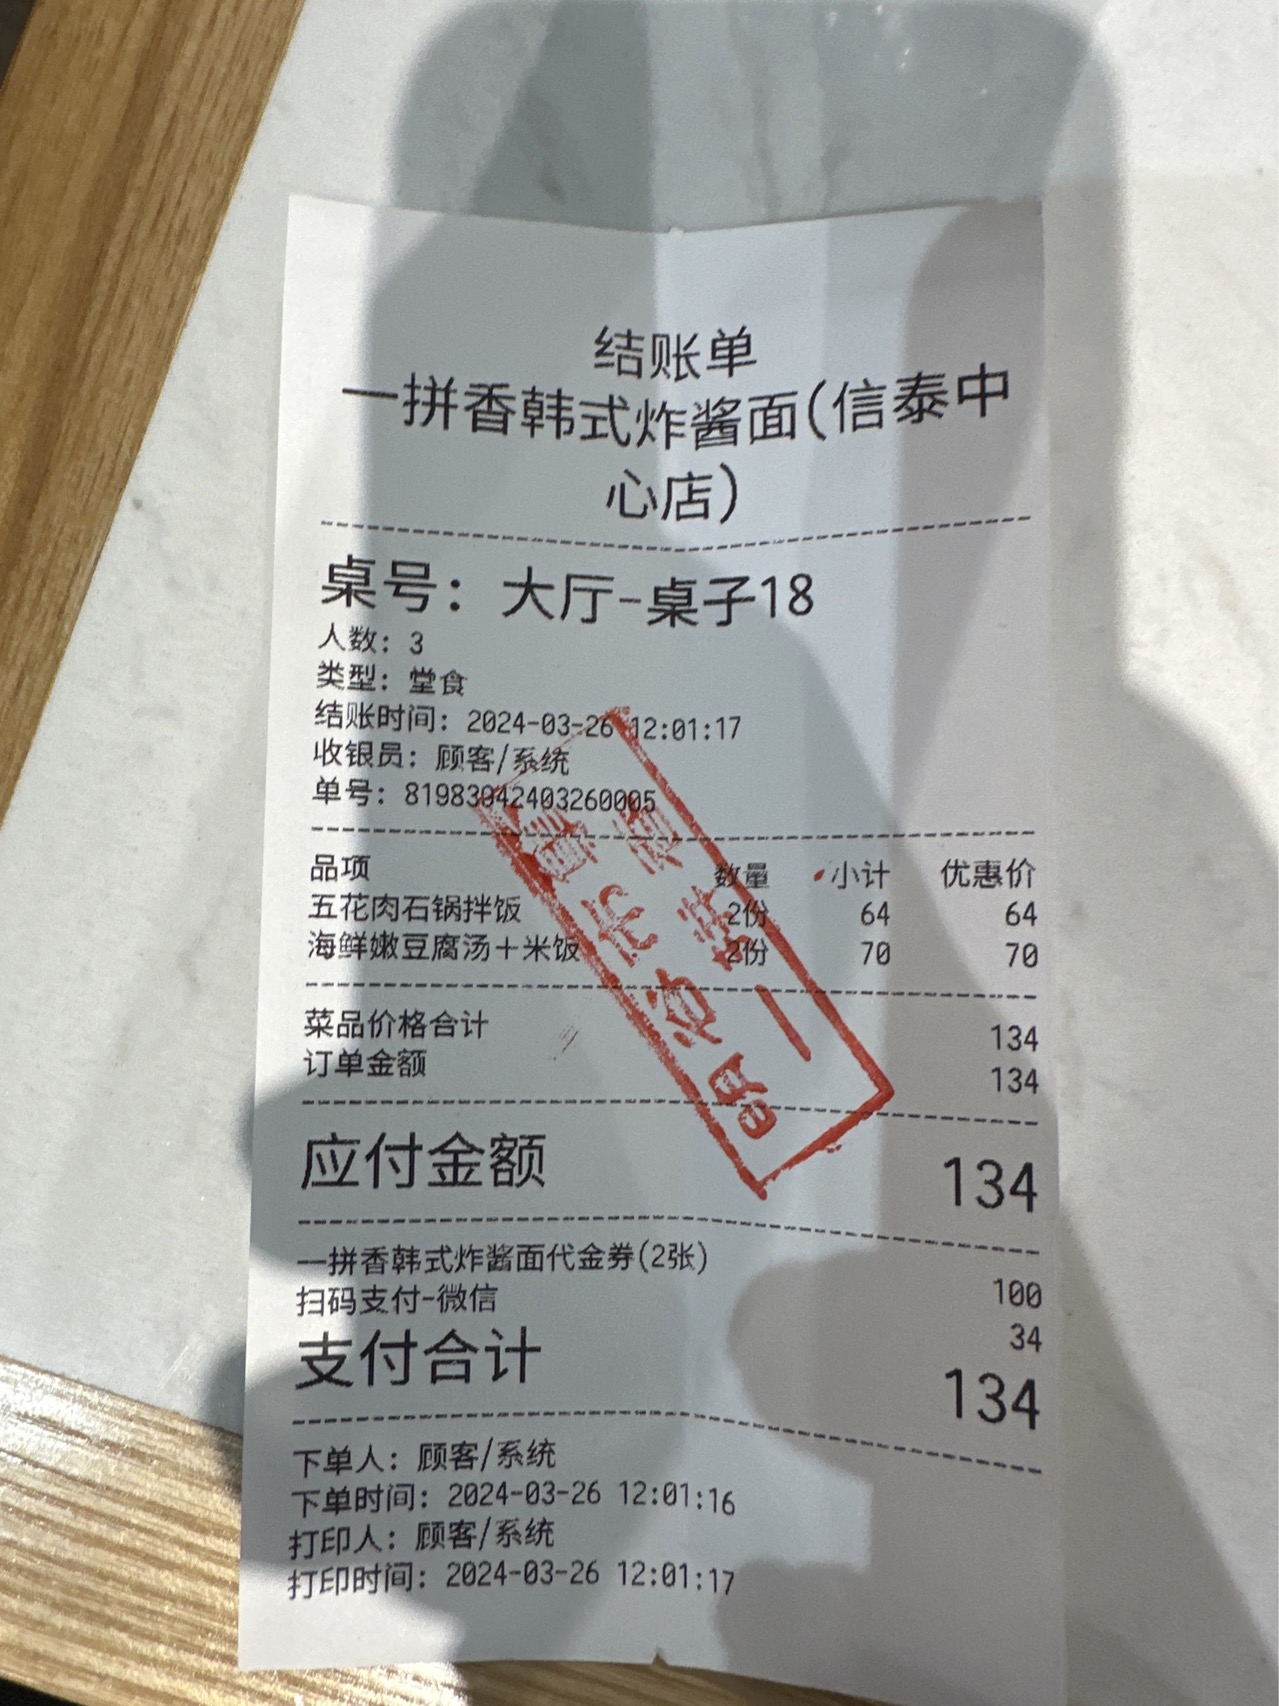 结账单
一拼香韩式炸酱面(信泰中
心店)
桌号：大厅-桌子18
人数：3
类型：堂食
结账时间：2024-03-26 12:01:17
收银员：顾客/系统
单号：81983942403260005
品项 数量 小计 优惠价
五花肉石锅拌饭 2份 64 64
海鲜嫩豆腐汤+米饭 2份 70 70
菜品价格合计 134
订单金额 134
应付金额 134
一拼香韩式炸酱面代金券(2张) 100
扫码支付-微信 34
支付合计 134
下单人：顾客/系统
下单时间：2024-03-26 12:01:16
打印人：顾客/系统
打印时间：2024-03-26 12:01:17